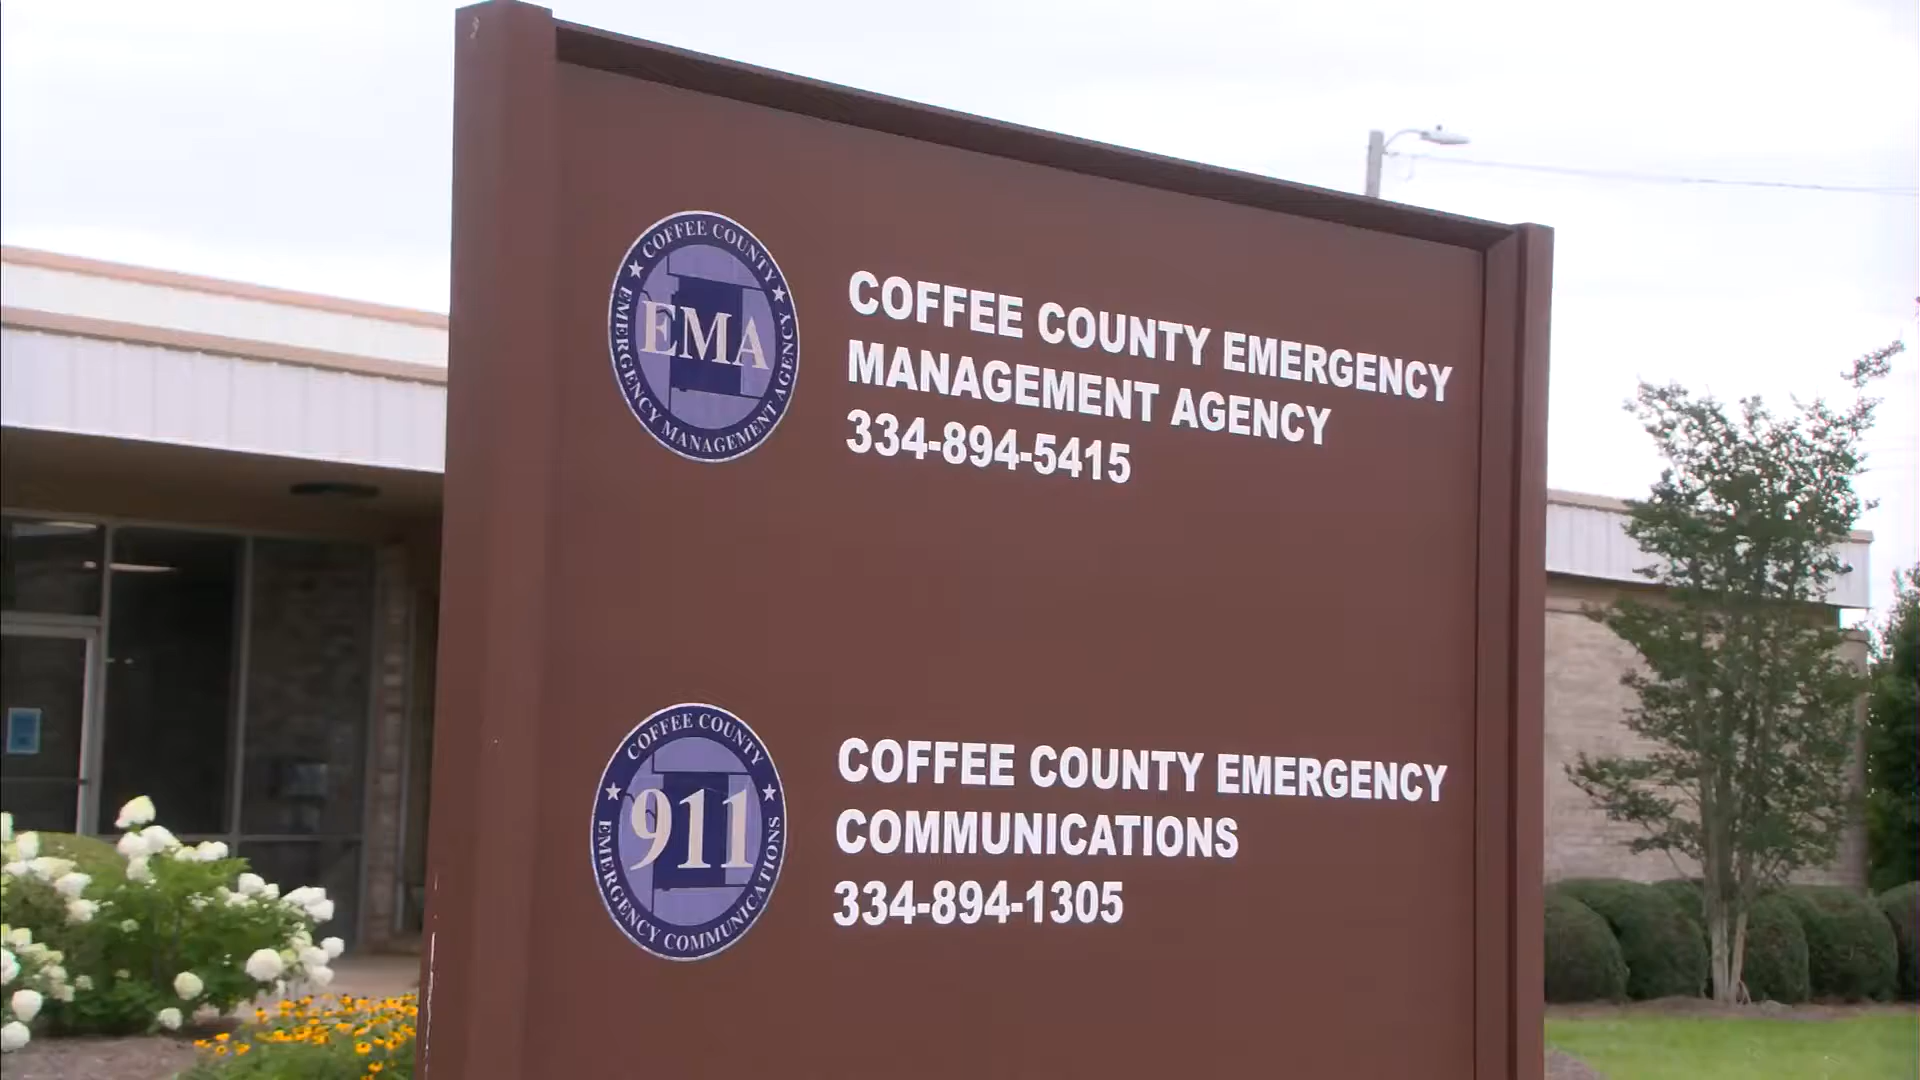 COFFEE COUNTY
EMA
EMERGENCY MANAGEMENT AGENCY
COFFEE COUNTY EMERGENCY
MANAGEMENT AGENCY
334-894-5415
COFFEE COUNTY
911
EMERGENCY COMMUNICATIONS
COFFEE COUNTY EMERGENCY
COMMUNICATIONS
334-894-1305